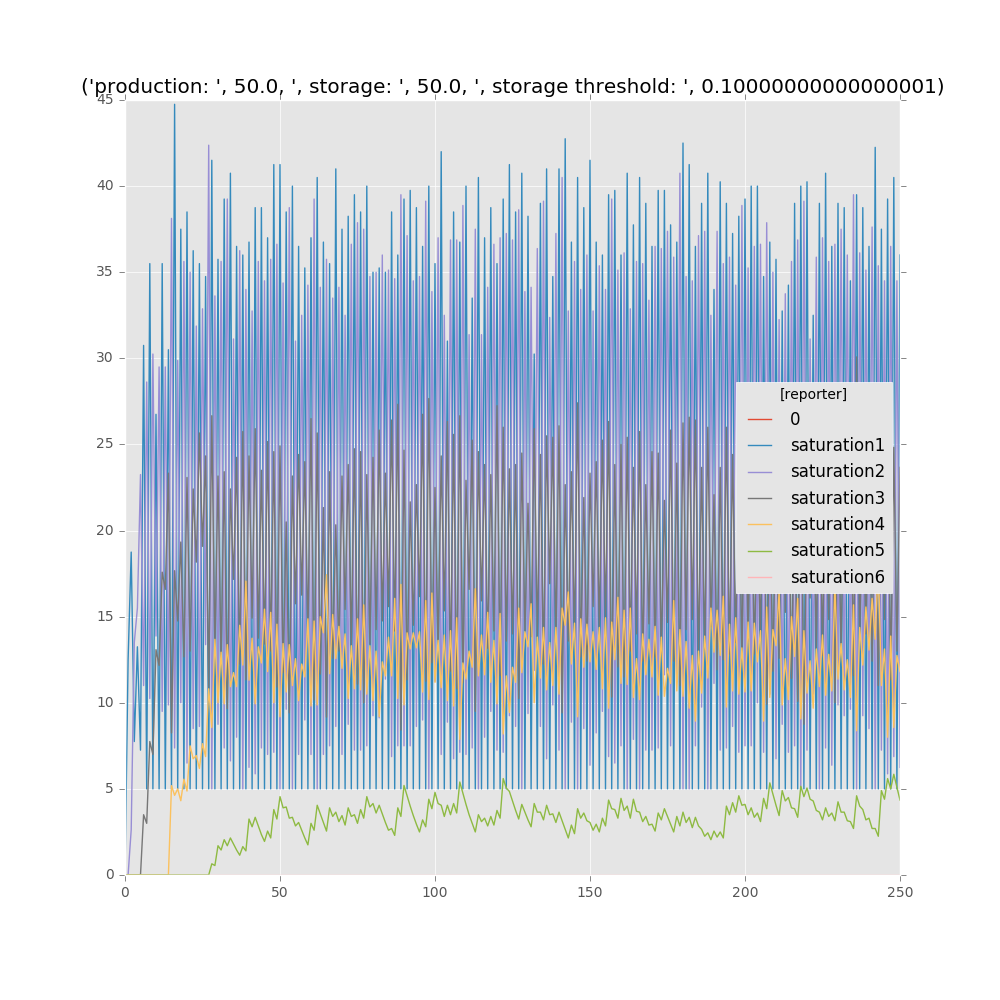 ('production: ', 50.0, ', storage: ', 50.0, ', storage threshold: ', 0.10000000000000001)
45
40
35
30
25
20
15
10
5
0
[reporter]
0
saturation1
saturation2
saturation3
saturation4
saturation5
saturation6
0 50 100 150 200 250